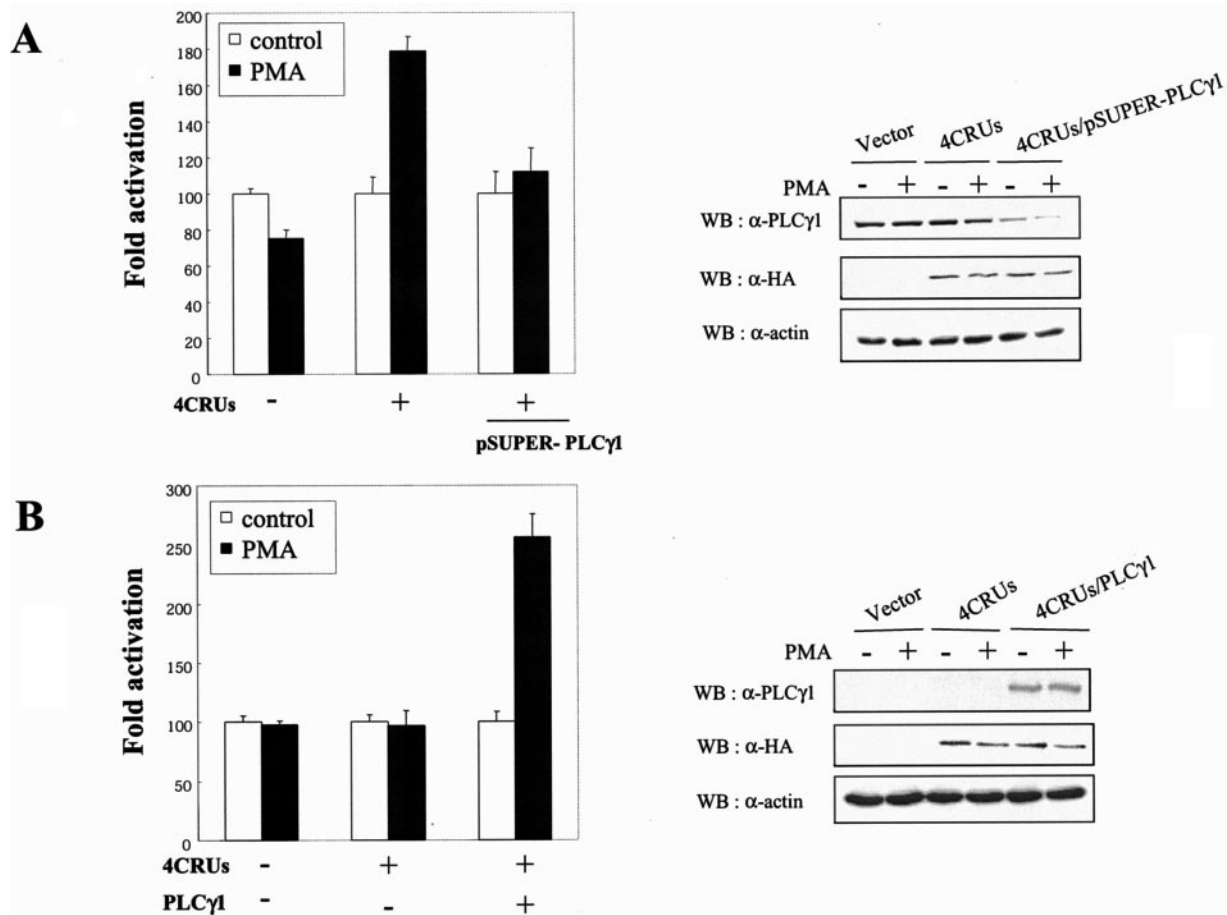 A
Fold activation
200
180
160
140
120
100
80
60
40
20
0
control
PMA
4CRUs - + +
pSUPER- PLCγ1
Vector 4CRUs 4CRUs/pSUPER-PLCγ1
PMA - + - + - +
WB : α-PLCγ1
WB : α-HA
WB : α-actin
B
Fold activation
300
250
200
150
100
50
0
control
PMA
4CRUs - + +
PLCγ1 - - +
Vector 4CRUs 4CRUs/PLCγ1
PMA - + - + - +
WB : α-PLCγ1
WB : α-HA
WB : α-actin